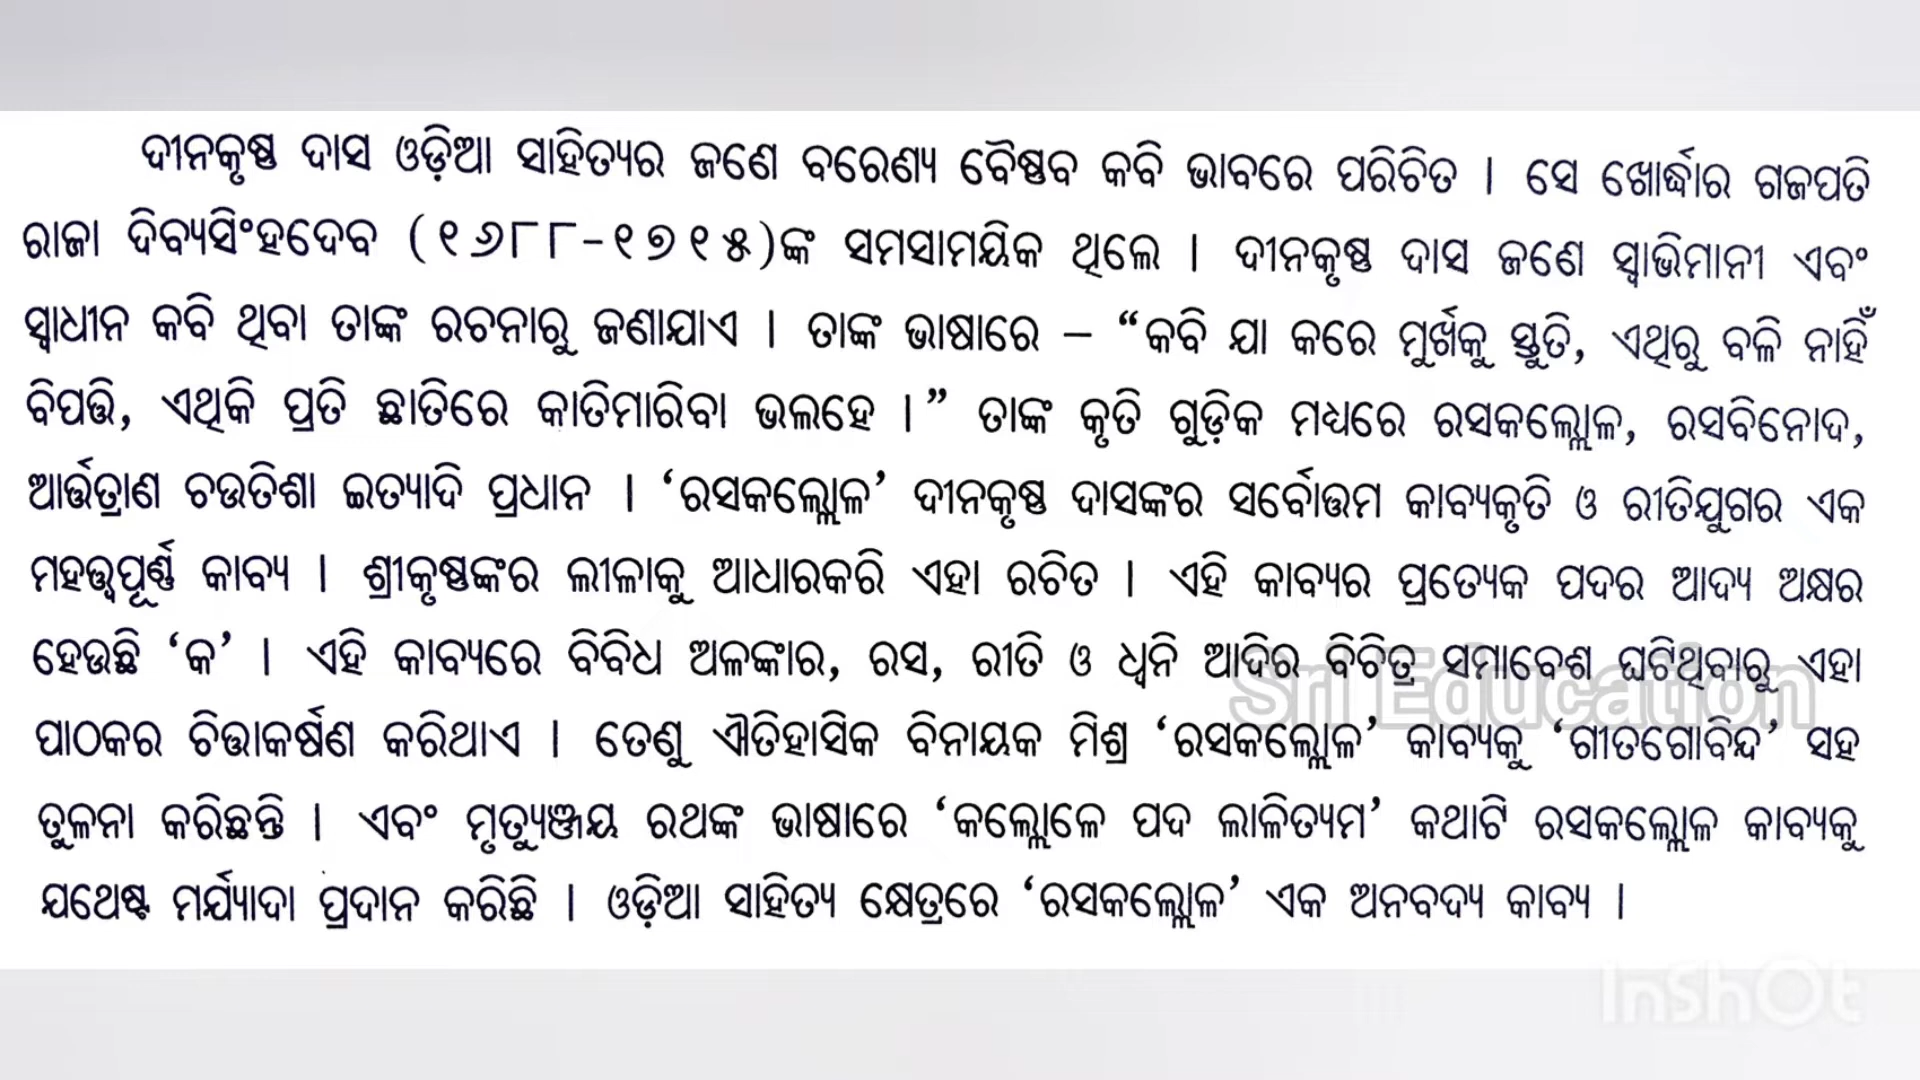 ଦୀନକୃଷ୍ଣ ଦାସ ଓଡ଼ିଆ ସାହିତ୍ୟର ଜଣେ ବରେଣ୍ୟ ବୈଷ୍ଣବ କବି ଭାବରେ ପରିଚିତ । ସେ ଖୋର୍ଦ୍ଧାର ଗଜପତି
ରାଜା ଦିବ୍ୟସିଂହଦେବ (୧୬୮୮-୧୭୧୫)ଙ୍କ ସମସାମୟିକ ଥିଲେ । ଦୀନକୃଷ୍ଣ ଦାସ ଜଣେ ସ୍ୱାଭିମାନୀ ଏବଂ
ସ୍ୱାଧୀନ କବି ଥିବା ତାଙ୍କ ରଚନାରୁ ଜଣାଯାଏ । ତାଙ୍କ ଭାଷାରେ – “କବି ଯା କରେ ମୁର୍ଖକୁ ସ୍ତୁତି, ଏଥିରୁ ବଳି ନାହିଁ
ବିପତ୍ତି, ଏଥିକି ପ୍ରତି ଛାତିରେ କାତିମାରିବା ଭଲହେ ।” ତାଙ୍କ କୃତି ଗୁଡ଼ିକ ମଧ୍ୟରେ ରସକଲ୍ଲୋଳ, ରସବିନୋଦ,
ଆର୍ତ୍ତତ୍ରାଣ ଚଉତିଶା ଇତ୍ୟାଦି ପ୍ରଧାନ । ‘ରସକଲ୍ଲୋଳ’ ଦୀନକୃଷ୍ଣ ଦାସଙ୍କର ସର୍ବୋତ୍ତମ କାବ୍ୟକୃତି ଓ ରୀତିଯୁଗର ଏକ
ମହତ୍ତ୍ୱପୂର୍ଣ୍ଣ କାବ୍ୟ । ଶ୍ରୀକୃଷ୍ଣଙ୍କର ଲୀଳାକୁ ଆଧାରକରି ଏହା ରଚିତ । ଏହି କାବ୍ୟର ପ୍ରତ୍ୟେକ ପଦର ଆଦ୍ୟ ଅକ୍ଷର
ହେଉଛି ‘କ’ । ଏହି କାବ୍ୟରେ ବିବିଧ ଅଳଙ୍କାର, ରସ, ରୀତି ଓ ଧ୍ୱନି ଆଦିର ବିଚିତ୍ର ସମାବେଶ ଘଟିଥିବାରୁ ଏହା
Sri Education
ପାଠକର ଚିତ୍ତାକର୍ଷଣ କରିଥାଏ । ତେଣୁ ଐତିହାସିକ ବିନାୟକ ମିଶ୍ର ‘ରସକଲ୍ଲୋଳ’ କାବ୍ୟକୁ ‘ଗୀତଗୋବିନ୍ଦ’ ସହ
ତୁଳନା କରିଛନ୍ତି । ଏବଂ ମୃତ୍ୟୁଞ୍ଜୟ ରଥଙ୍କ ଭାଷାରେ ‘କଲ୍ଲୋଳେ ପଦ ଲାଳିତ୍ୟମ’ କଥାଟି ରସକଲ୍ଲୋଳ କାବ୍ୟକୁ
ଯଥେଷ୍ଟ ମର୍ଯ୍ୟାଦା ପ୍ରଦାନ କରିଛି । ଓଡ଼ିଆ ସାହିତ୍ୟ କ୍ଷେତ୍ରରେ ‘ରସକଲ୍ଲୋଳ’ ଏକ ଅନବଦ୍ୟ କାବ୍ୟ ।
InShOt